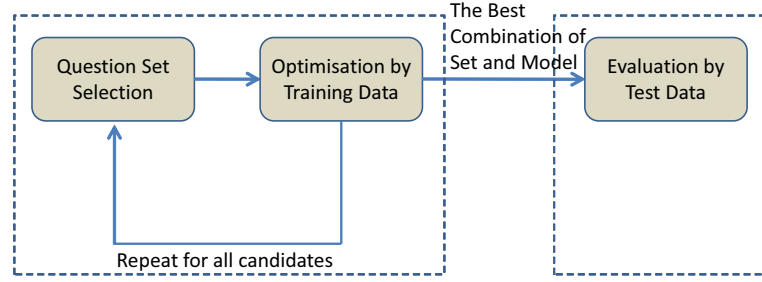 Question Set
Selection
Optimisation by
Training Data
The Best
Combination of
Set and Model
Evaluation by
Test Data
Repeat for all candidates